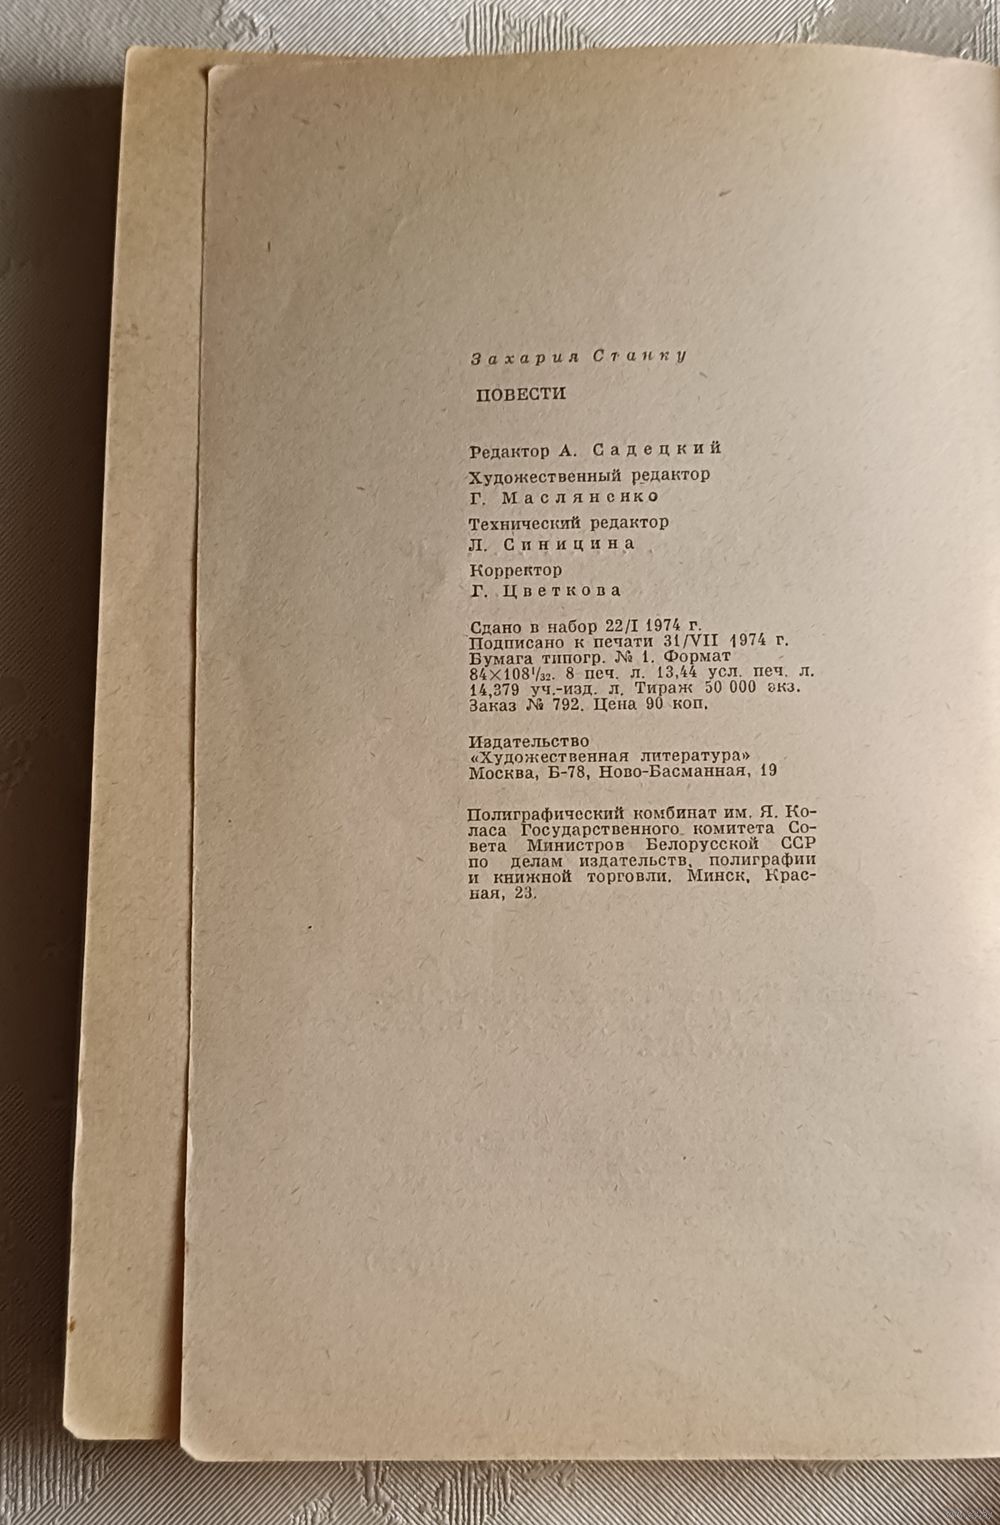 Захария Станку
ПОВЕСТИ
Редактор А. Садецкий
Художественный редактор
Г. Масляненко
Технический редактор
Л. Синицина
Корректор
Г. Цветкова
Сдано в набор 22/I 1974 г.
Подписано к печати 31/VII 1974 г.
Бумага типогр. № 1. Формат
84×108¹/₃₂. 8 печ. л. 13,44 усл. печ. л.
14,379 уч.-изд. л. Тираж 50 000 экз.
Заказ № 792. Цена 90 коп.
Издательство
«Художественная литература»
Москва, Б-78, Ново-Басманная, 19
Полиграфический комбинат им. Я. Ко-
ласа Государственного комитета Со-
вета Министров Белорусской ССР
по делам издательств, полиграфии
и книжной торговли. Минск, Крас-
ная, 23.